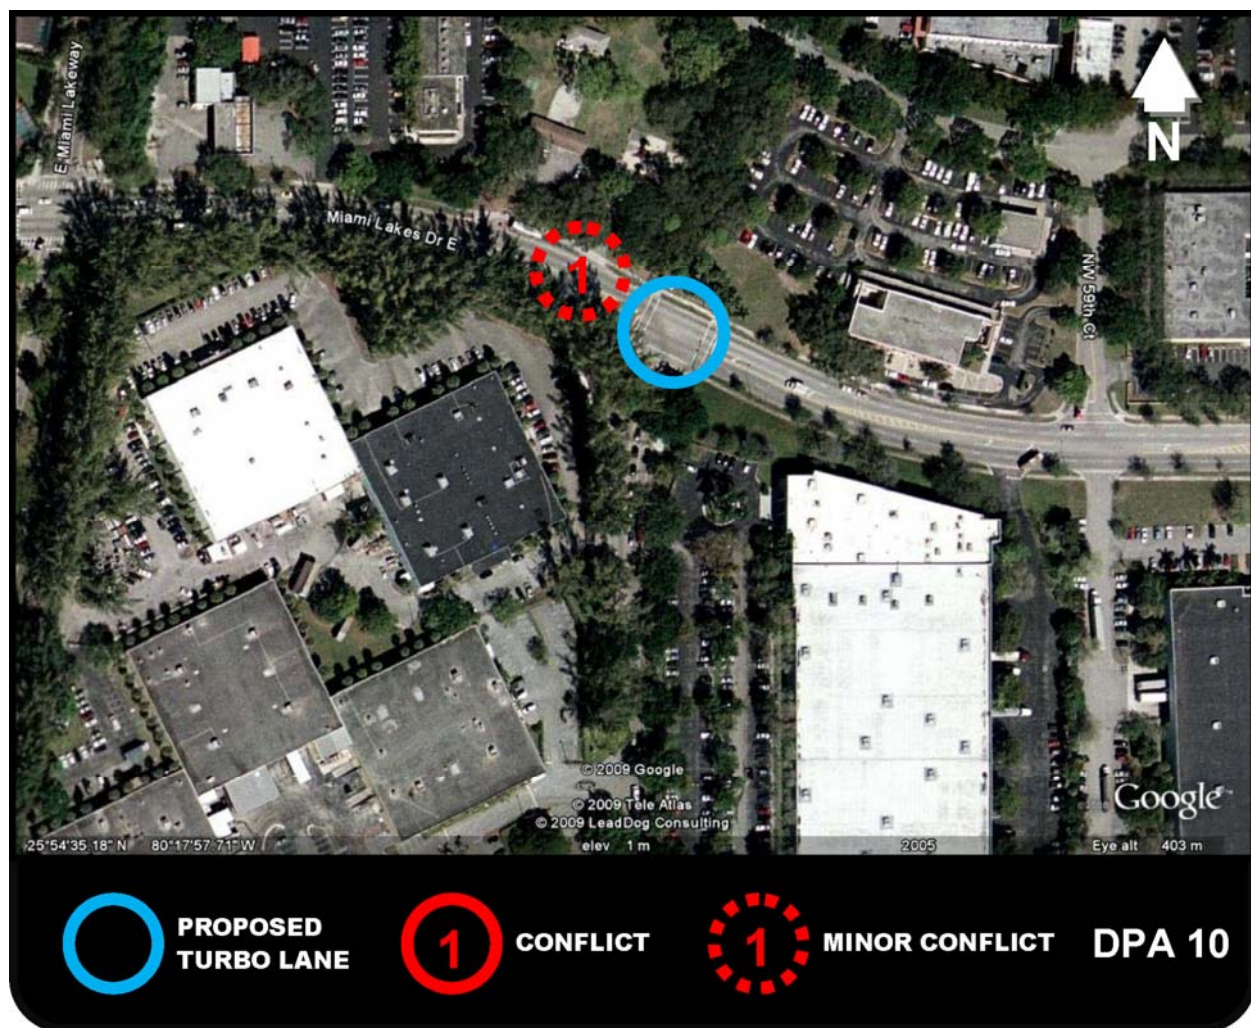 E Miami Lakeway
N
Miami Lakes Dr E
1
NW 59th Ct
© 2009 Google
© 2009 Tele Atlas
© 2009 LeadDog Consulting
Google
25°54'35.18" N 80°17'57.71" W
elev 1 m
2005
Eye alt 403 m
PROPOSED
TURBO LANE
1 CONFLICT
1 MINOR CONFLICT
DPA 10